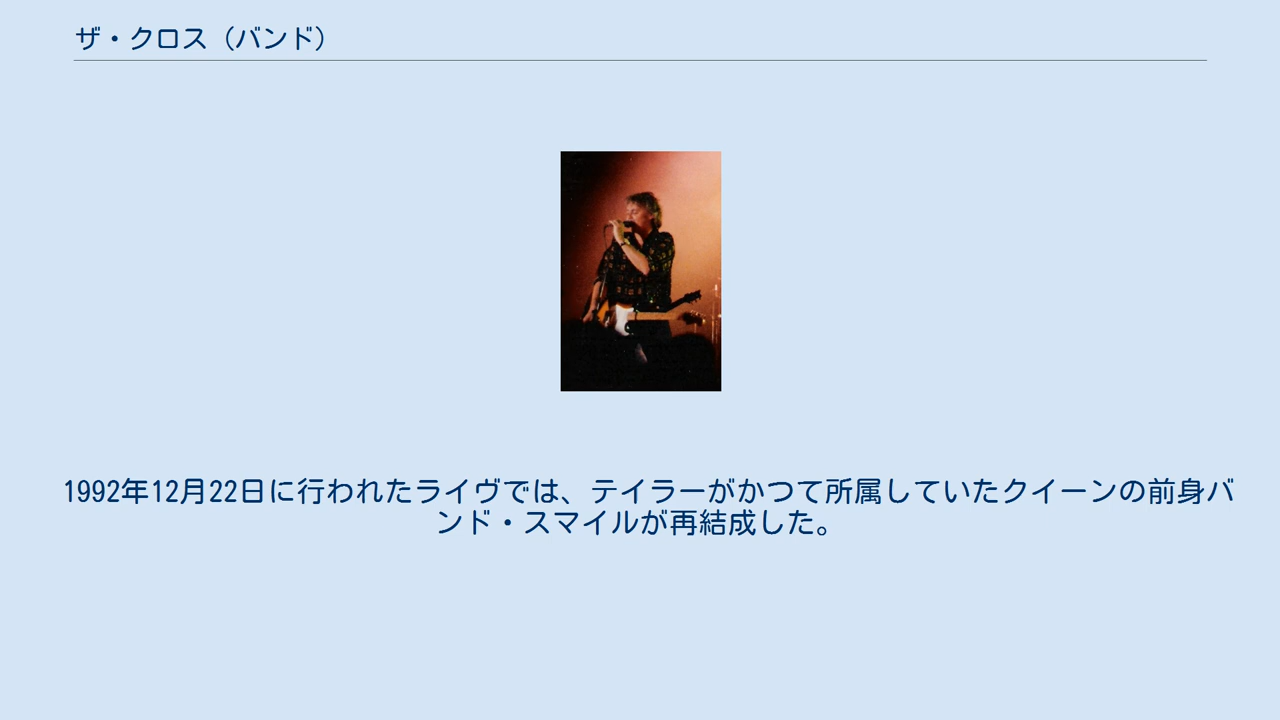 ザ・クロス（バンド）
1992年12月22日に行われたライヴでは、テイラーがかつて所属していたクイーンの前身バ
ンド・スマイルが再結成した。